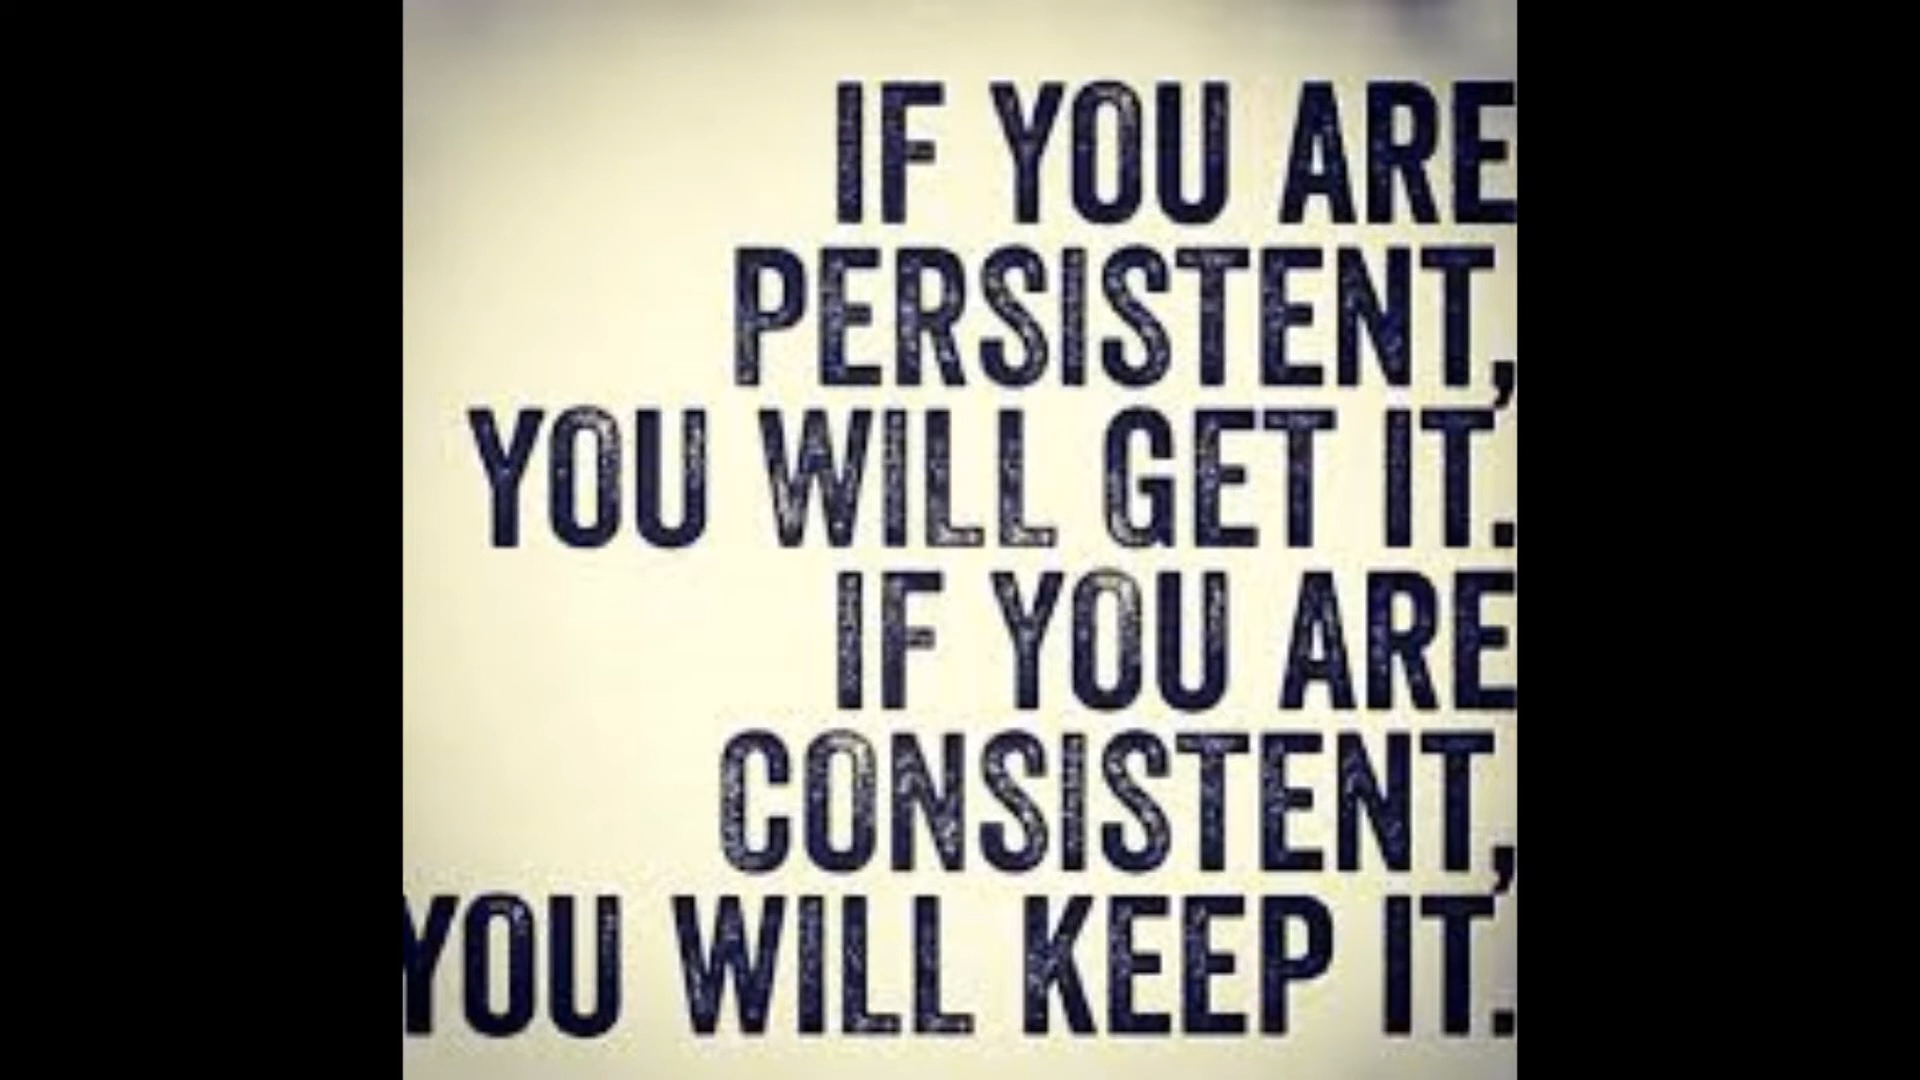 IF YOU ARE
PERSISTENT,
YOU WILL GET IT.
IF YOU ARE
CONSISTENT,
YOU WILL KEEP IT.